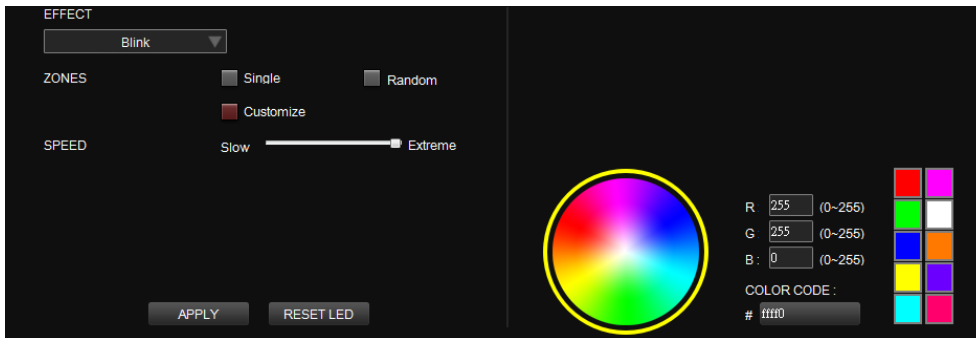 EFFECT
Blink
ZONES Single Random
Customize
SPEED Slow Extreme
R 255 (0~255)
G 255 (0~255)
B: 0 (0~255)
COLOR CODE :
# ffff0
APPLY RESET LED